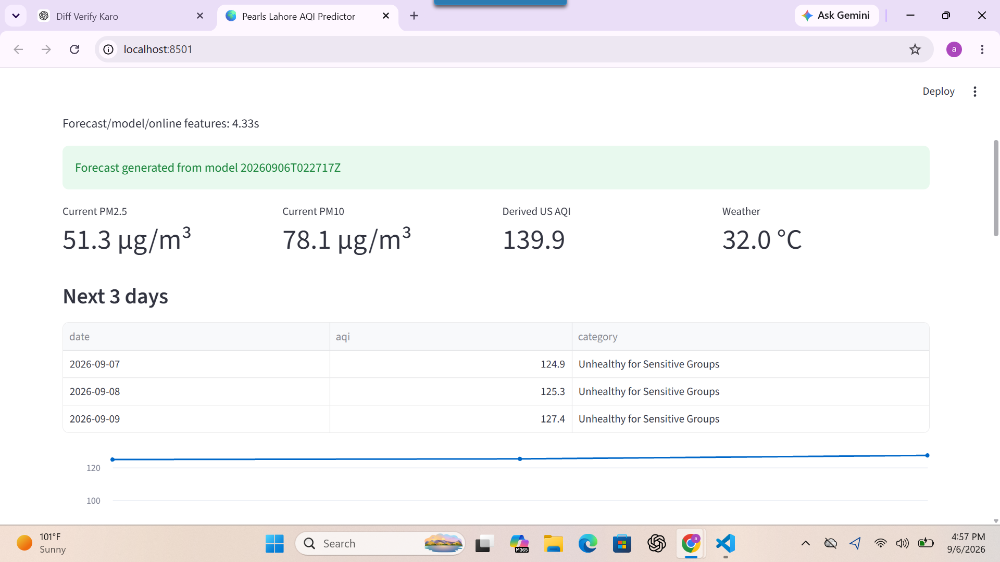 Diff Verify Karo
Pearls Lahore AQI Predictor
Ask Gemini
localhost:8501
a
Deploy
Forecast/model/online features: 4.33s
Forecast generated from model 20260906T022717Z
Current PM2.5
51.3 µg/m³
Current PM10
78.1 µg/m³
Derived US AQI
139.9
Weather
32.0 °C
Next 3 days
date aqi category
2026-09-07 124.9 Unhealthy for Sensitive Groups
2026-09-08 125.3 Unhealthy for Sensitive Groups
2026-09-09 127.4 Unhealthy for Sensitive Groups
120
100
101°F
Sunny
Search
M365
a
4:57 PM
9/6/2026